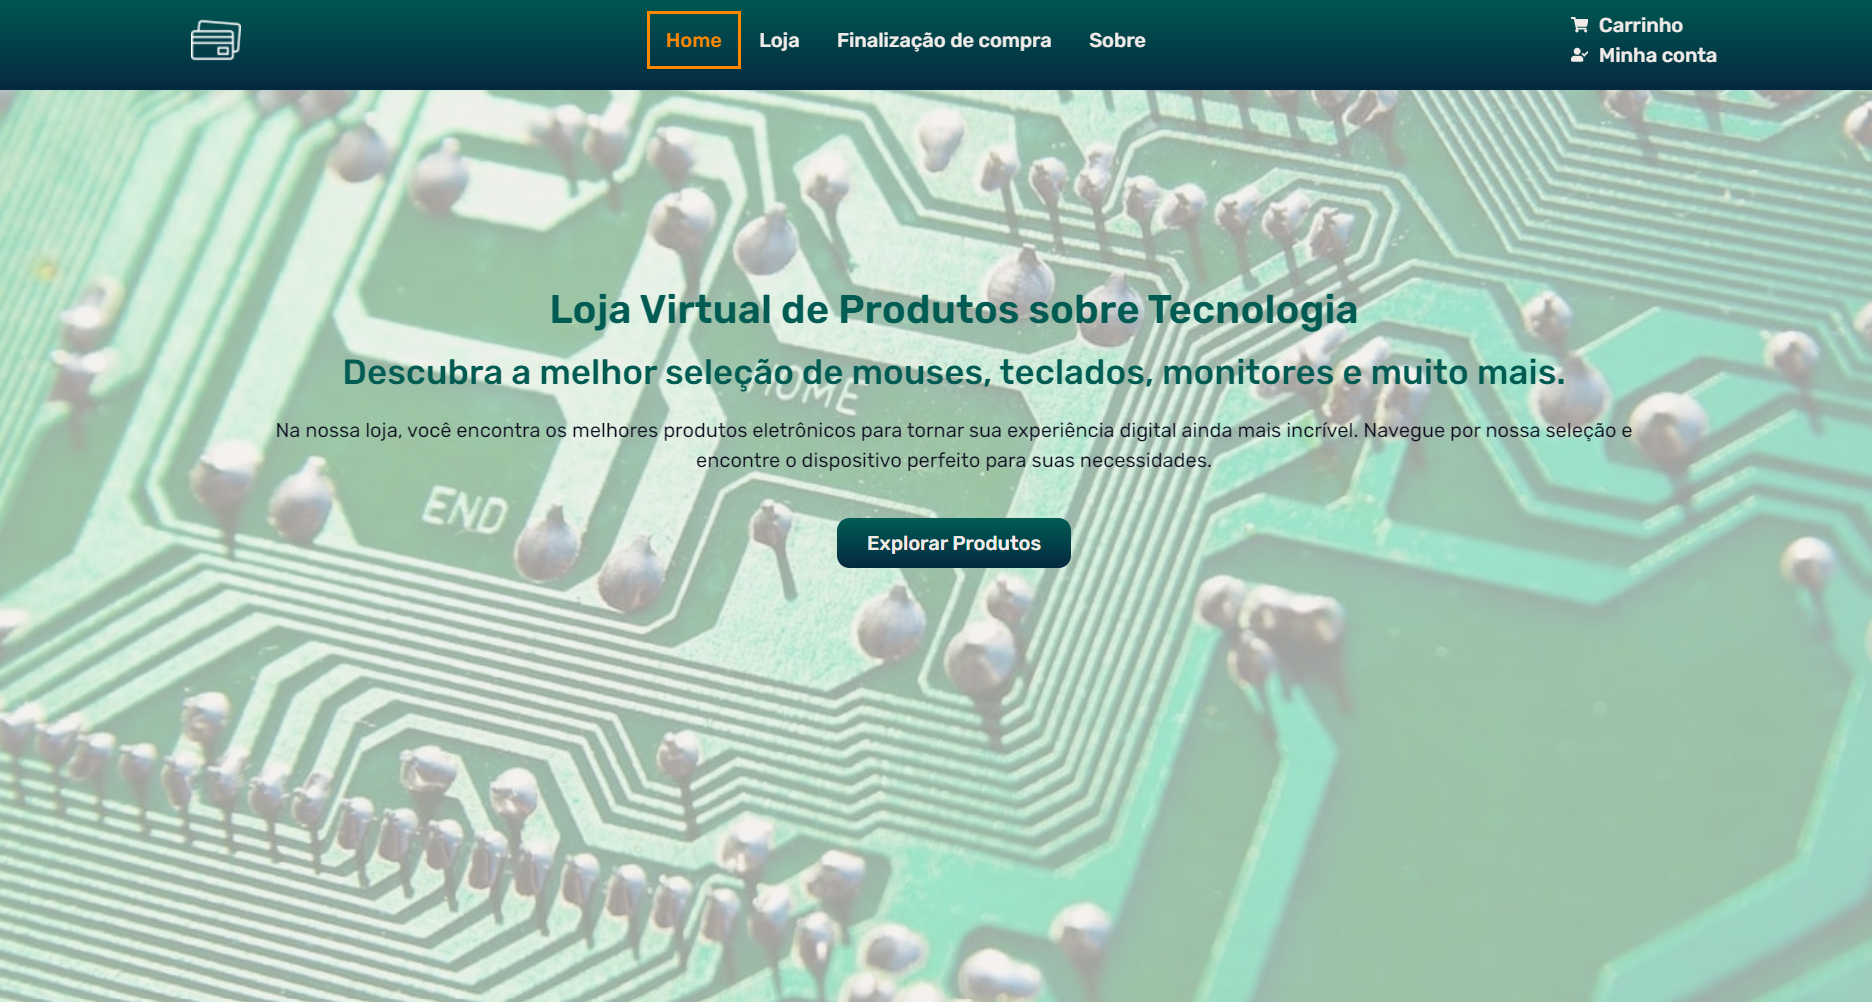 Home
Loja
Finalização de compra
Sobre
Carrinho
Minha conta
Loja Virtual de Produtos sobre Tecnologia
Descubra a melhor seleção de mouses, teclados, monitores e muito mais.
HOME
Na nossa loja, você encontra os melhores produtos eletrônicos para tornar sua experiência digital ainda mais incrível. Navegue por nossa seleção e
encontre o dispositivo perfeito para suas necessidades.
END
Explorar Produtos